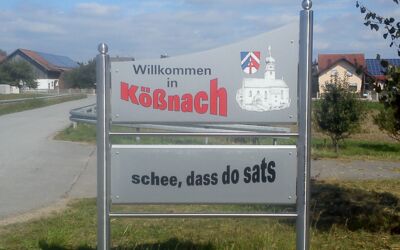 Willkommen
in
Kößnach
schee, dass do sats